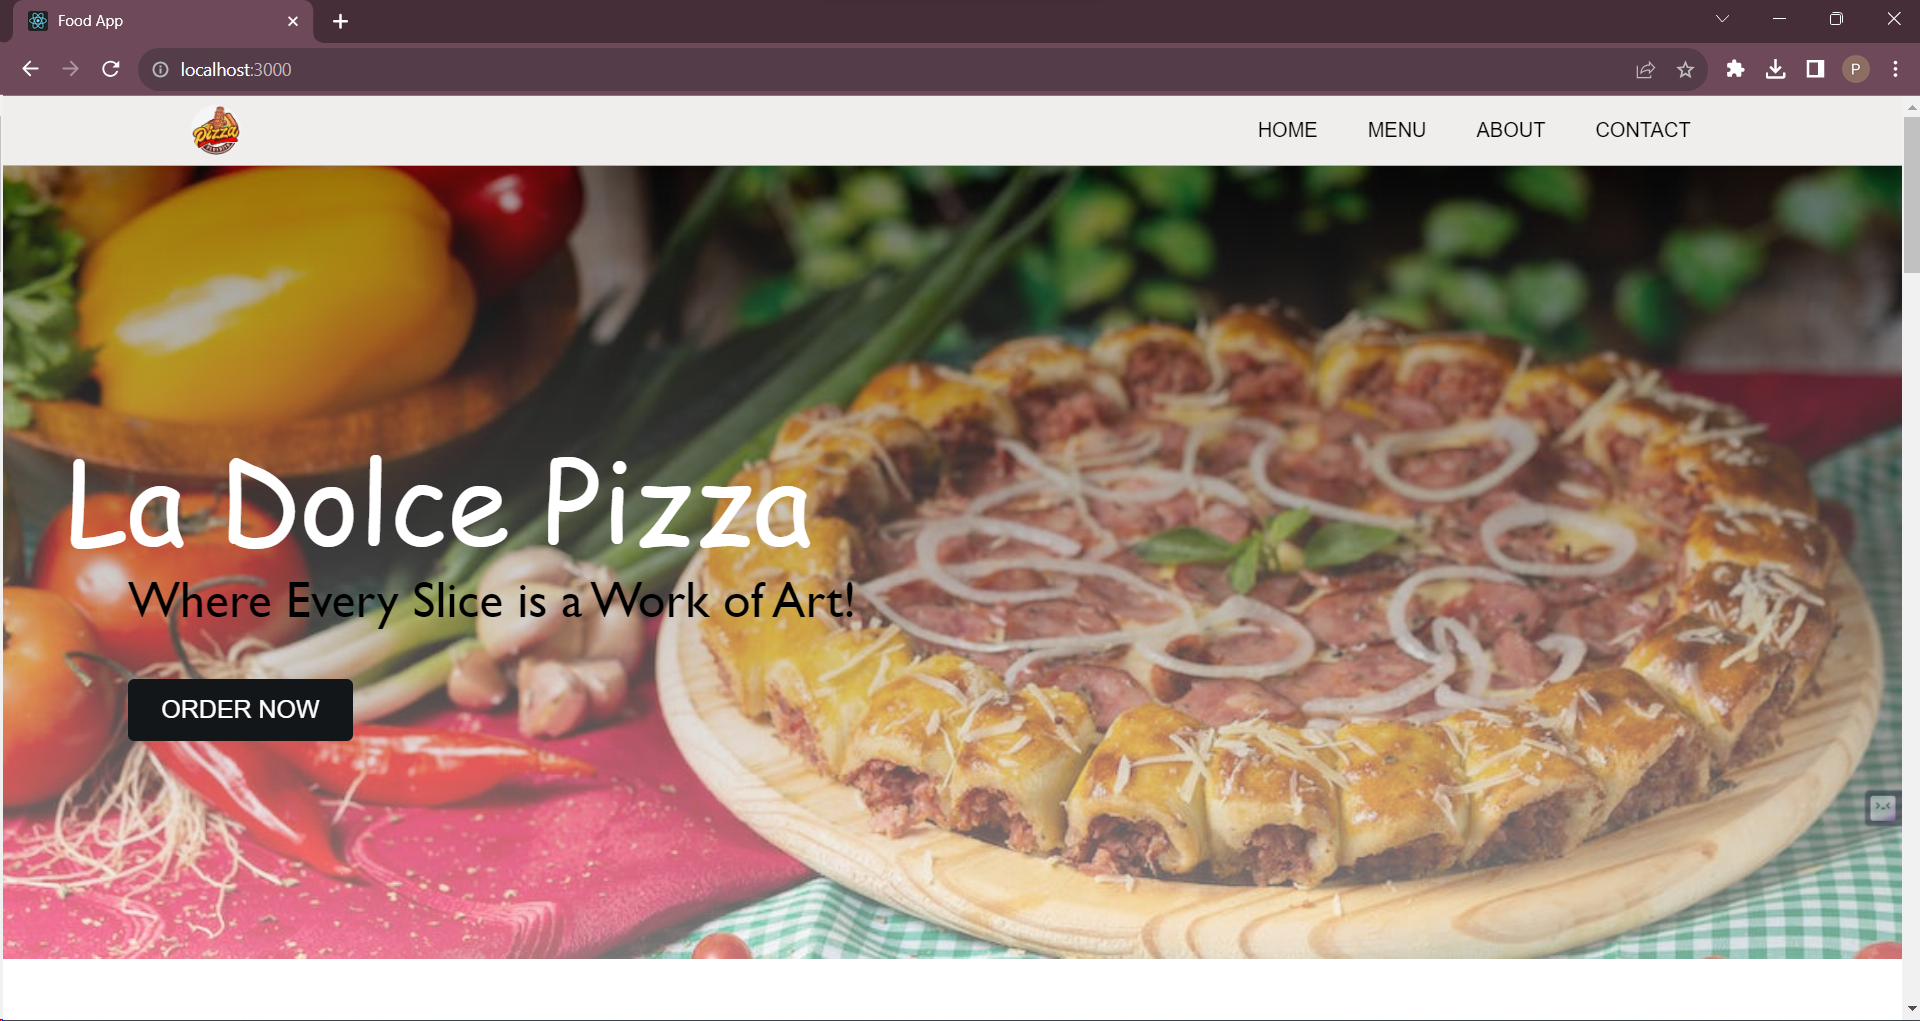 Food App
localhost:3000
P
Pizza
HOME MENU ABOUT CONTACT
La Dolce Pizza
Where Every Slice is a Work of Art!
ORDER NOW